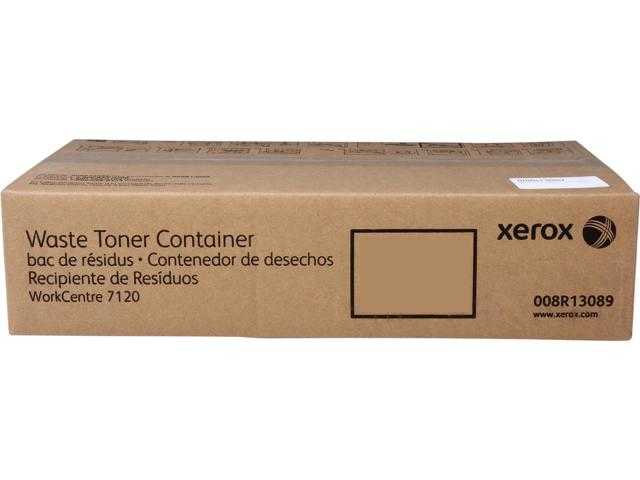 Waste Toner Container
bac de résidus • Contenedor de desechos
Recipiente de Resíduos
WorkCentre 7120
xerox
008R13089
www.xerox.com